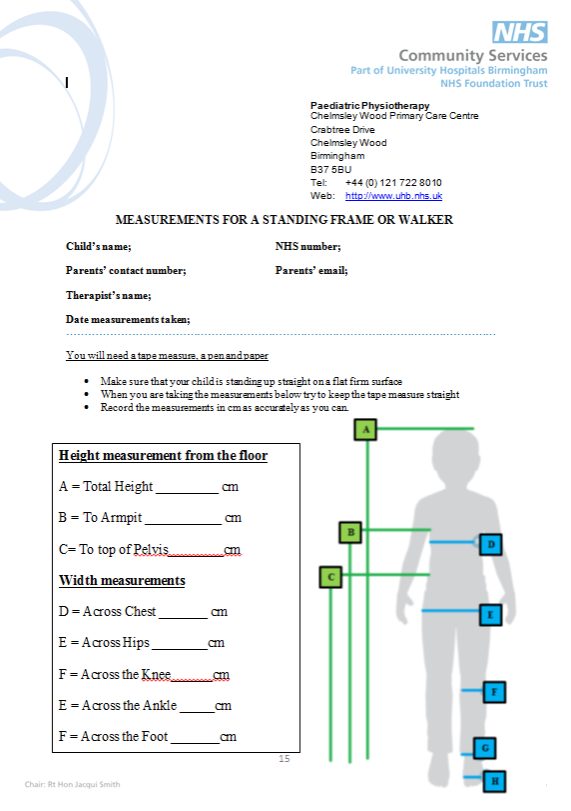 NHS
Community Services
Part of University Hospitals Birmingham
NHS Foundation Trust
Paediatric Physiotherapy
Chelmsley Wood Primary Care Centre
Crabtree Drive
Chelmsley Wood
Birmingham
B37 5BU
Tel: +44 (0) 121 722 8010
Web: http://www.uhb.nhs.uk
MEASUREMENTS FOR A STANDING FRAME OR WALKER
Child's name; NHS number;
Parents' contact number; Parents' email;
Therapist's name;
Date measurements taken;
You will need a tape measure, a pen and paper
• Make sure that your child is standing up straight on a flat firm surface
• When you are taking the measurements below try to keep the tape measure straight
• Record the measurements in cm as accurately as you can.
Height measurement from the floor
A = Total Height _________ cm
B = To Armpit ___________ cm
C= To top of Pelvis________cm
Width measurements
D = Across Chest _______ cm
E = Across Hips ________cm
F = Across the Knee______cm
E = Across the Ankle _____cm
F = Across the Foot _______cm
A
B
C
D
E
F
G
H
15
Chair: Rt Hon Jacqui Smith